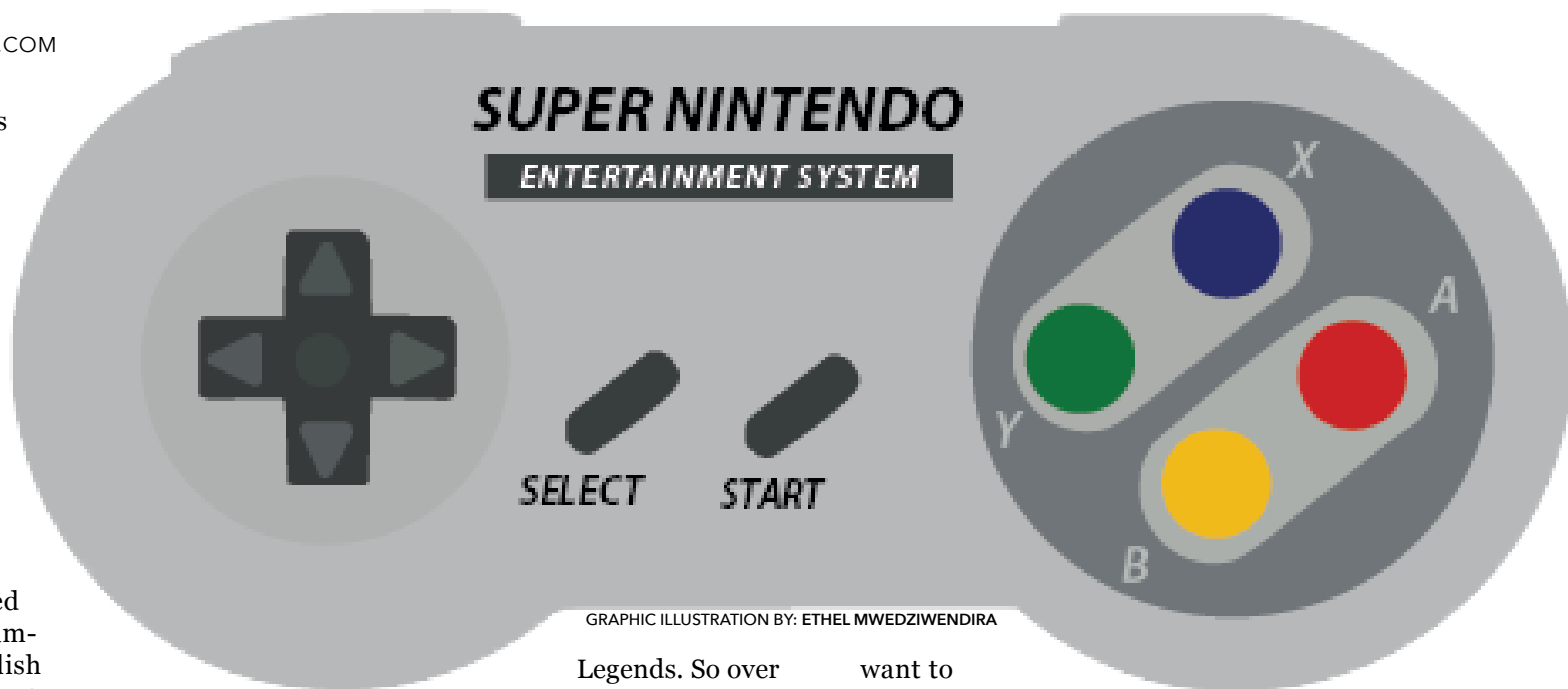 .COM
s
SUPER NINTENDO
ENTERTAINMENT SYSTEM
X
A
Y
B
SELECT START
ed
m-
lish
GRAPHIC ILLUSTRATION BY: ETHEL MWEDZIWENDIRA
Legends. So over
want to